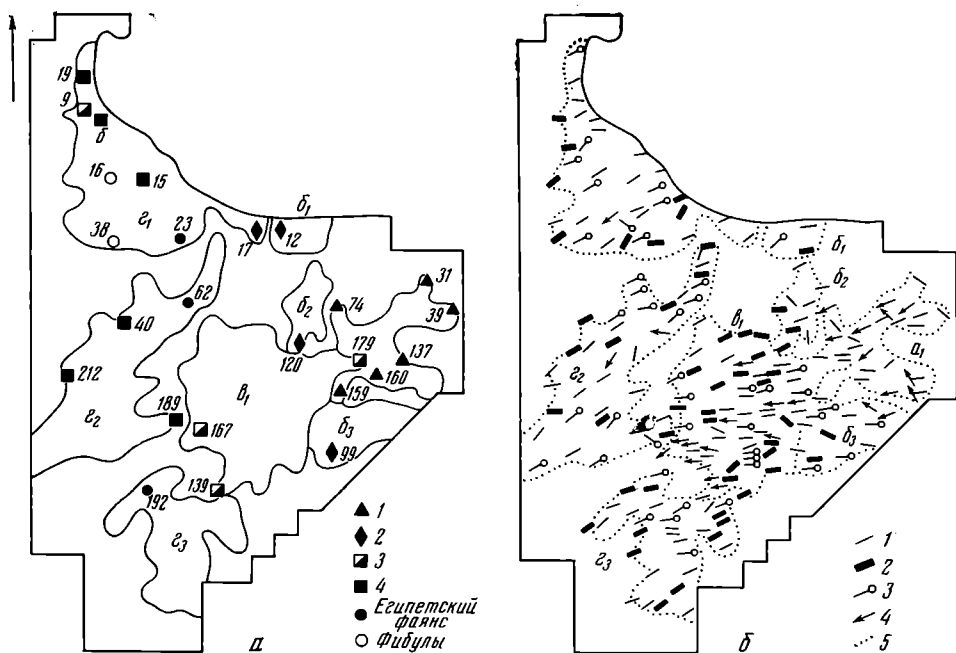 19
9
б
16
15
г₁
38
23
17
б₁
12
62
40
212
г₂
189
167
в₁
б₂
74
31
39
120
179
137
160
159
б₃
99
139
192
г₃
1
2
3
4
Египетский
фаянс
Фибулы
а
б₁
б₂
в₁
а₁
г₂
б₃
г₃
1
2
3
4
5
б